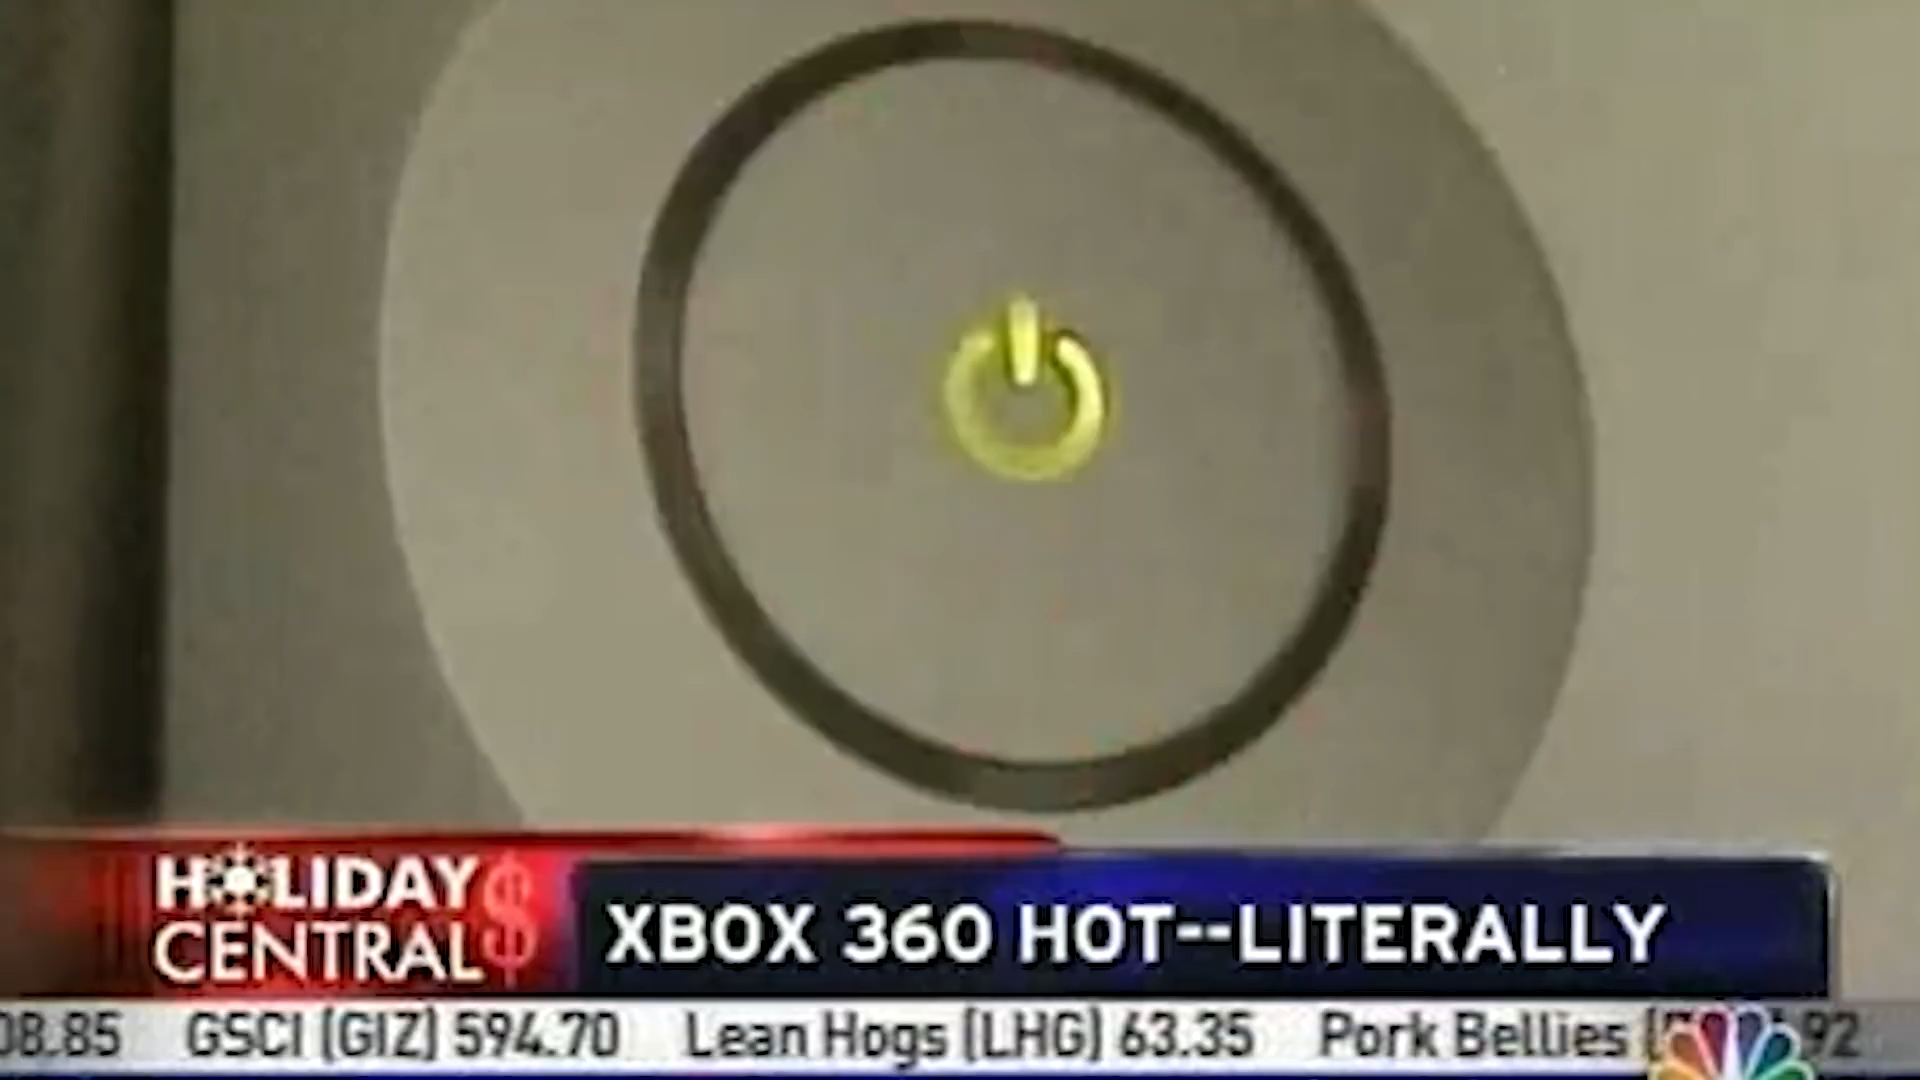 HOLIDAY
CENTRAL $
XBOX 360 HOT--LITERALLY
08.85 GSCI (GIZ) 594.70 Lean Hogs (LHG) 63.35 Pork Bellies 92